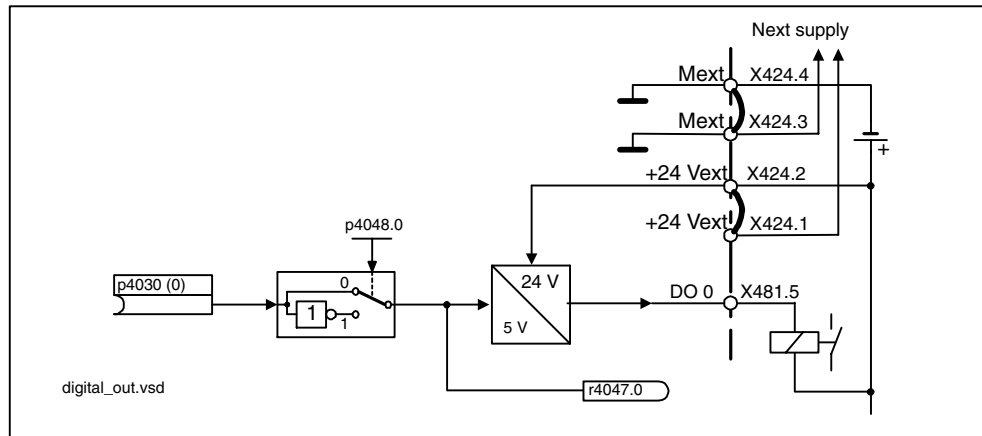 Next supply
Mext
X424.4
Mext
X424.3
+
+24 Vext
X424.2
+24 Vext
X424.1
p4048.0
p4030 (0)
0
1
1
24 V
5 V
DO 0
X481.5
r4047.0
digital_out.vsd